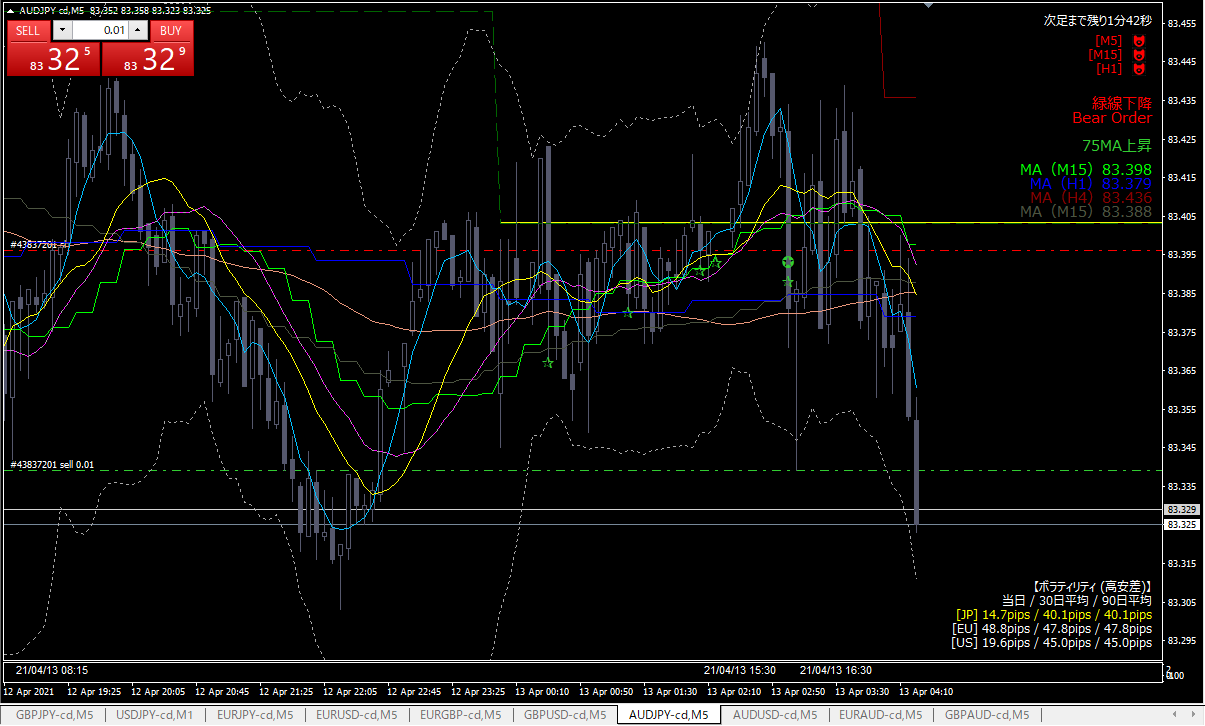 AUDJPY-cd,M5 83.352 83.358 83.323 83.325
SELL 0.01 BUY
83 32 5 83 32 9
次足まで残り1分42秒
[M5]
[M15]
[H1]
緑線下降
Bear Order
75MA上昇
MA (M15) 83.398
MA (H1) 83.379
MA (H4) 83.436
MA (M15) 83.388
83.455
83.445
83.435
83.425
83.415
83.405
83.395
83.385
83.375
83.365
83.355
83.345
83.335
83.329
83.325
83.315
83.305
83.295
#43837201 sl
#43837201 sell 0.01
【ボラティリティ (高安差)】
当日 / 30日平均 / 90日平均
[JP] 14.7pips / 40.1pips / 40.1pips
[EU] 48.8pips / 47.8pips / 47.8pips
[US] 19.6pips / 45.0pips / 45.0pips
21/04/13 08:15 21/04/13 15:30 21/04/13 16:30
12 Apr 2021 12 Apr 19:25 12 Apr 20:05 12 Apr 20:45 12 Apr 21:25 12 Apr 22:05 12 Apr 22:45 12 Apr 23:25 13 Apr 00:10 13 Apr 00:50 13 Apr 01:30 13 Apr 02:10 13 Apr 02:50 13 Apr 03:30 13 Apr 04:10
GBPJPY-cd,M5 USDJPY-cd,M1 EURJPY-cd,M5 EURUSD-cd,M5 EURGBP-cd,M5 GBPUSD-cd,M5 AUDJPY-cd,M5 AUDUSD-cd,M5 EURAUD-cd,M5 GBPAUD-cd,M5